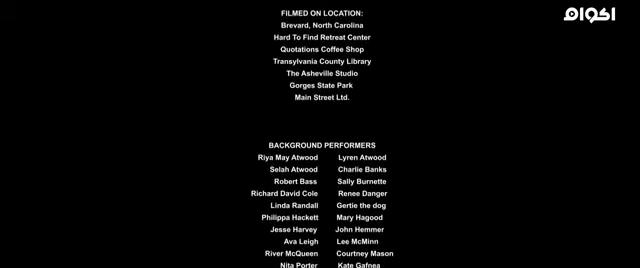 اكوام
FILMED ON LOCATION:
Brevard, North Carolina
Hard To Find Retreat Center
Quotations Coffee Shop
Transylvania County Library
The Asheville Studio
Gorges State Park
Main Street Ltd.
BACKGROUND PERFORMERS
Riya May Atwood Lyren Atwood
Selah Atwood Charlie Banks
Robert Bass Sally Burnette
Richard David Cole Renee Danger
Linda Randall Gertie the dog
Philippa Hackett Mary Hagood
Jesse Harvey John Hemmer
Ava Leigh Lee McMinn
River McQueen Courtney Mason
Nita Porter Kate Gafnea